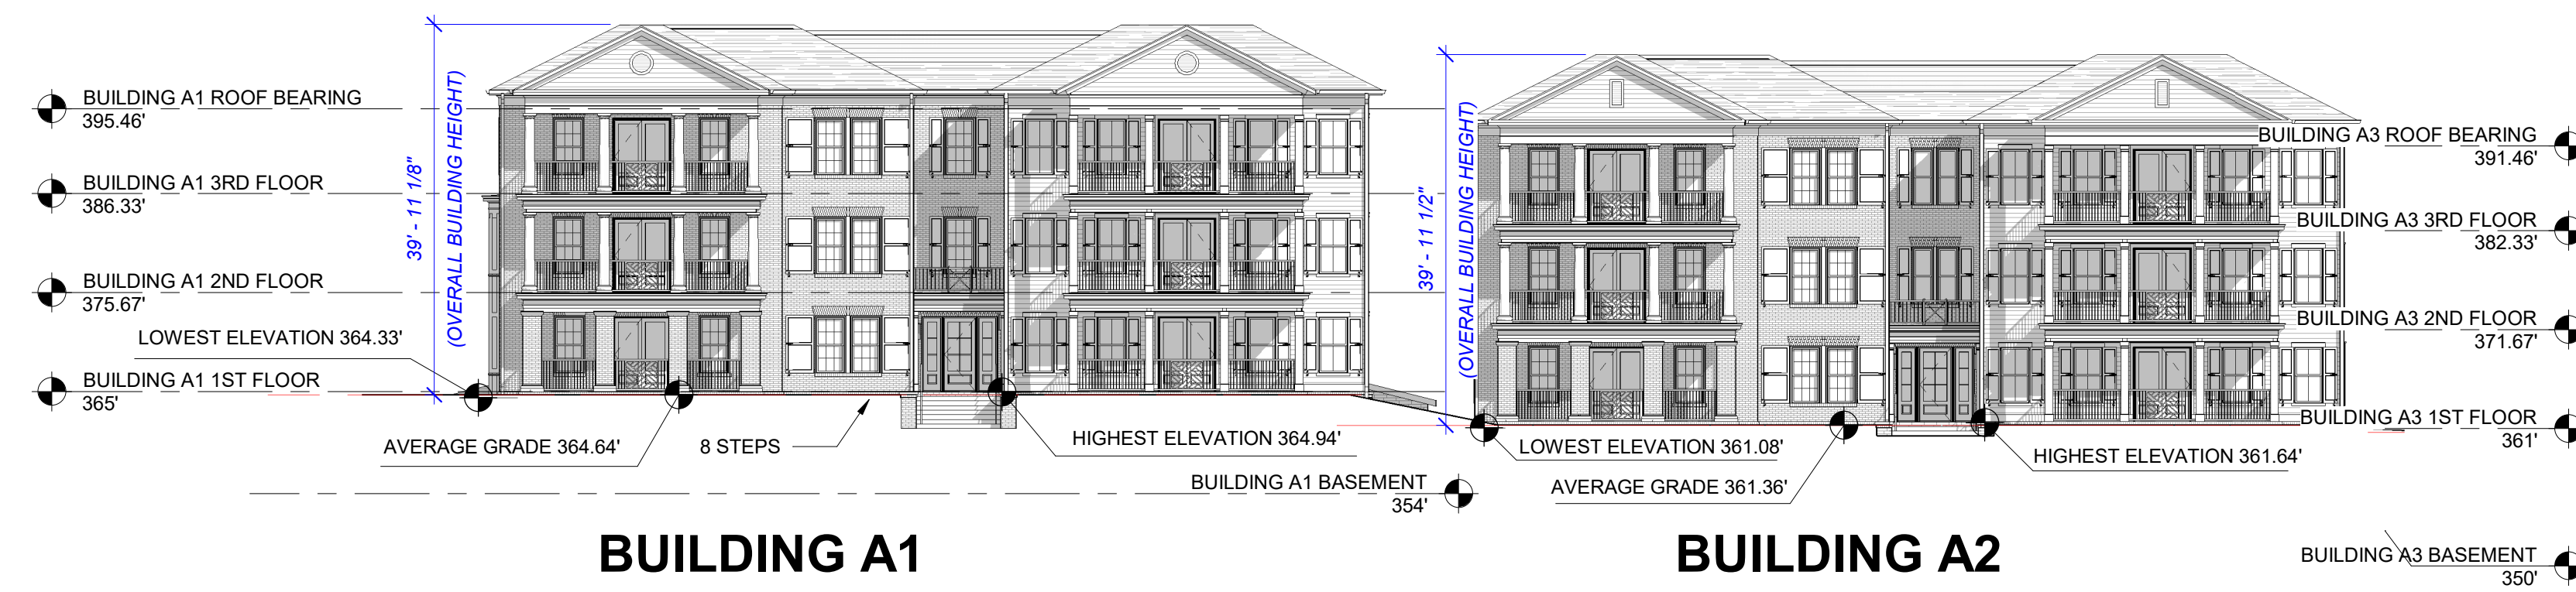 BUILDING A1 ROOF BEARING
395.46'
BUILDING A1 3RD FLOOR
386.33'
BUILDING A1 2ND FLOOR
375.67'
LOWEST ELEVATION 364.33'
BUILDING A1 1ST FLOOR
365'
39' - 11 1/8"
(OVERALL BUILDING HEIGHT)
AVERAGE GRADE 364.64'
8 STEPS
HIGHEST ELEVATION 364.94'
BUILDING A1 BASEMENT
354'
BUILDING A1
39' - 11 1/2"
(OVERALL BUILDING HEIGHT)
BUILDING A3 ROOF BEARING
391.46'
BUILDING A3 3RD FLOOR
382.33'
BUILDING A3 2ND FLOOR
371.67'
BUILDING A3 1ST FLOOR
361'
LOWEST ELEVATION 361.08'
HIGHEST ELEVATION 361.64'
AVERAGE GRADE 361.36'
BUILDING A2
BUILDING A3 BASEMENT
350'